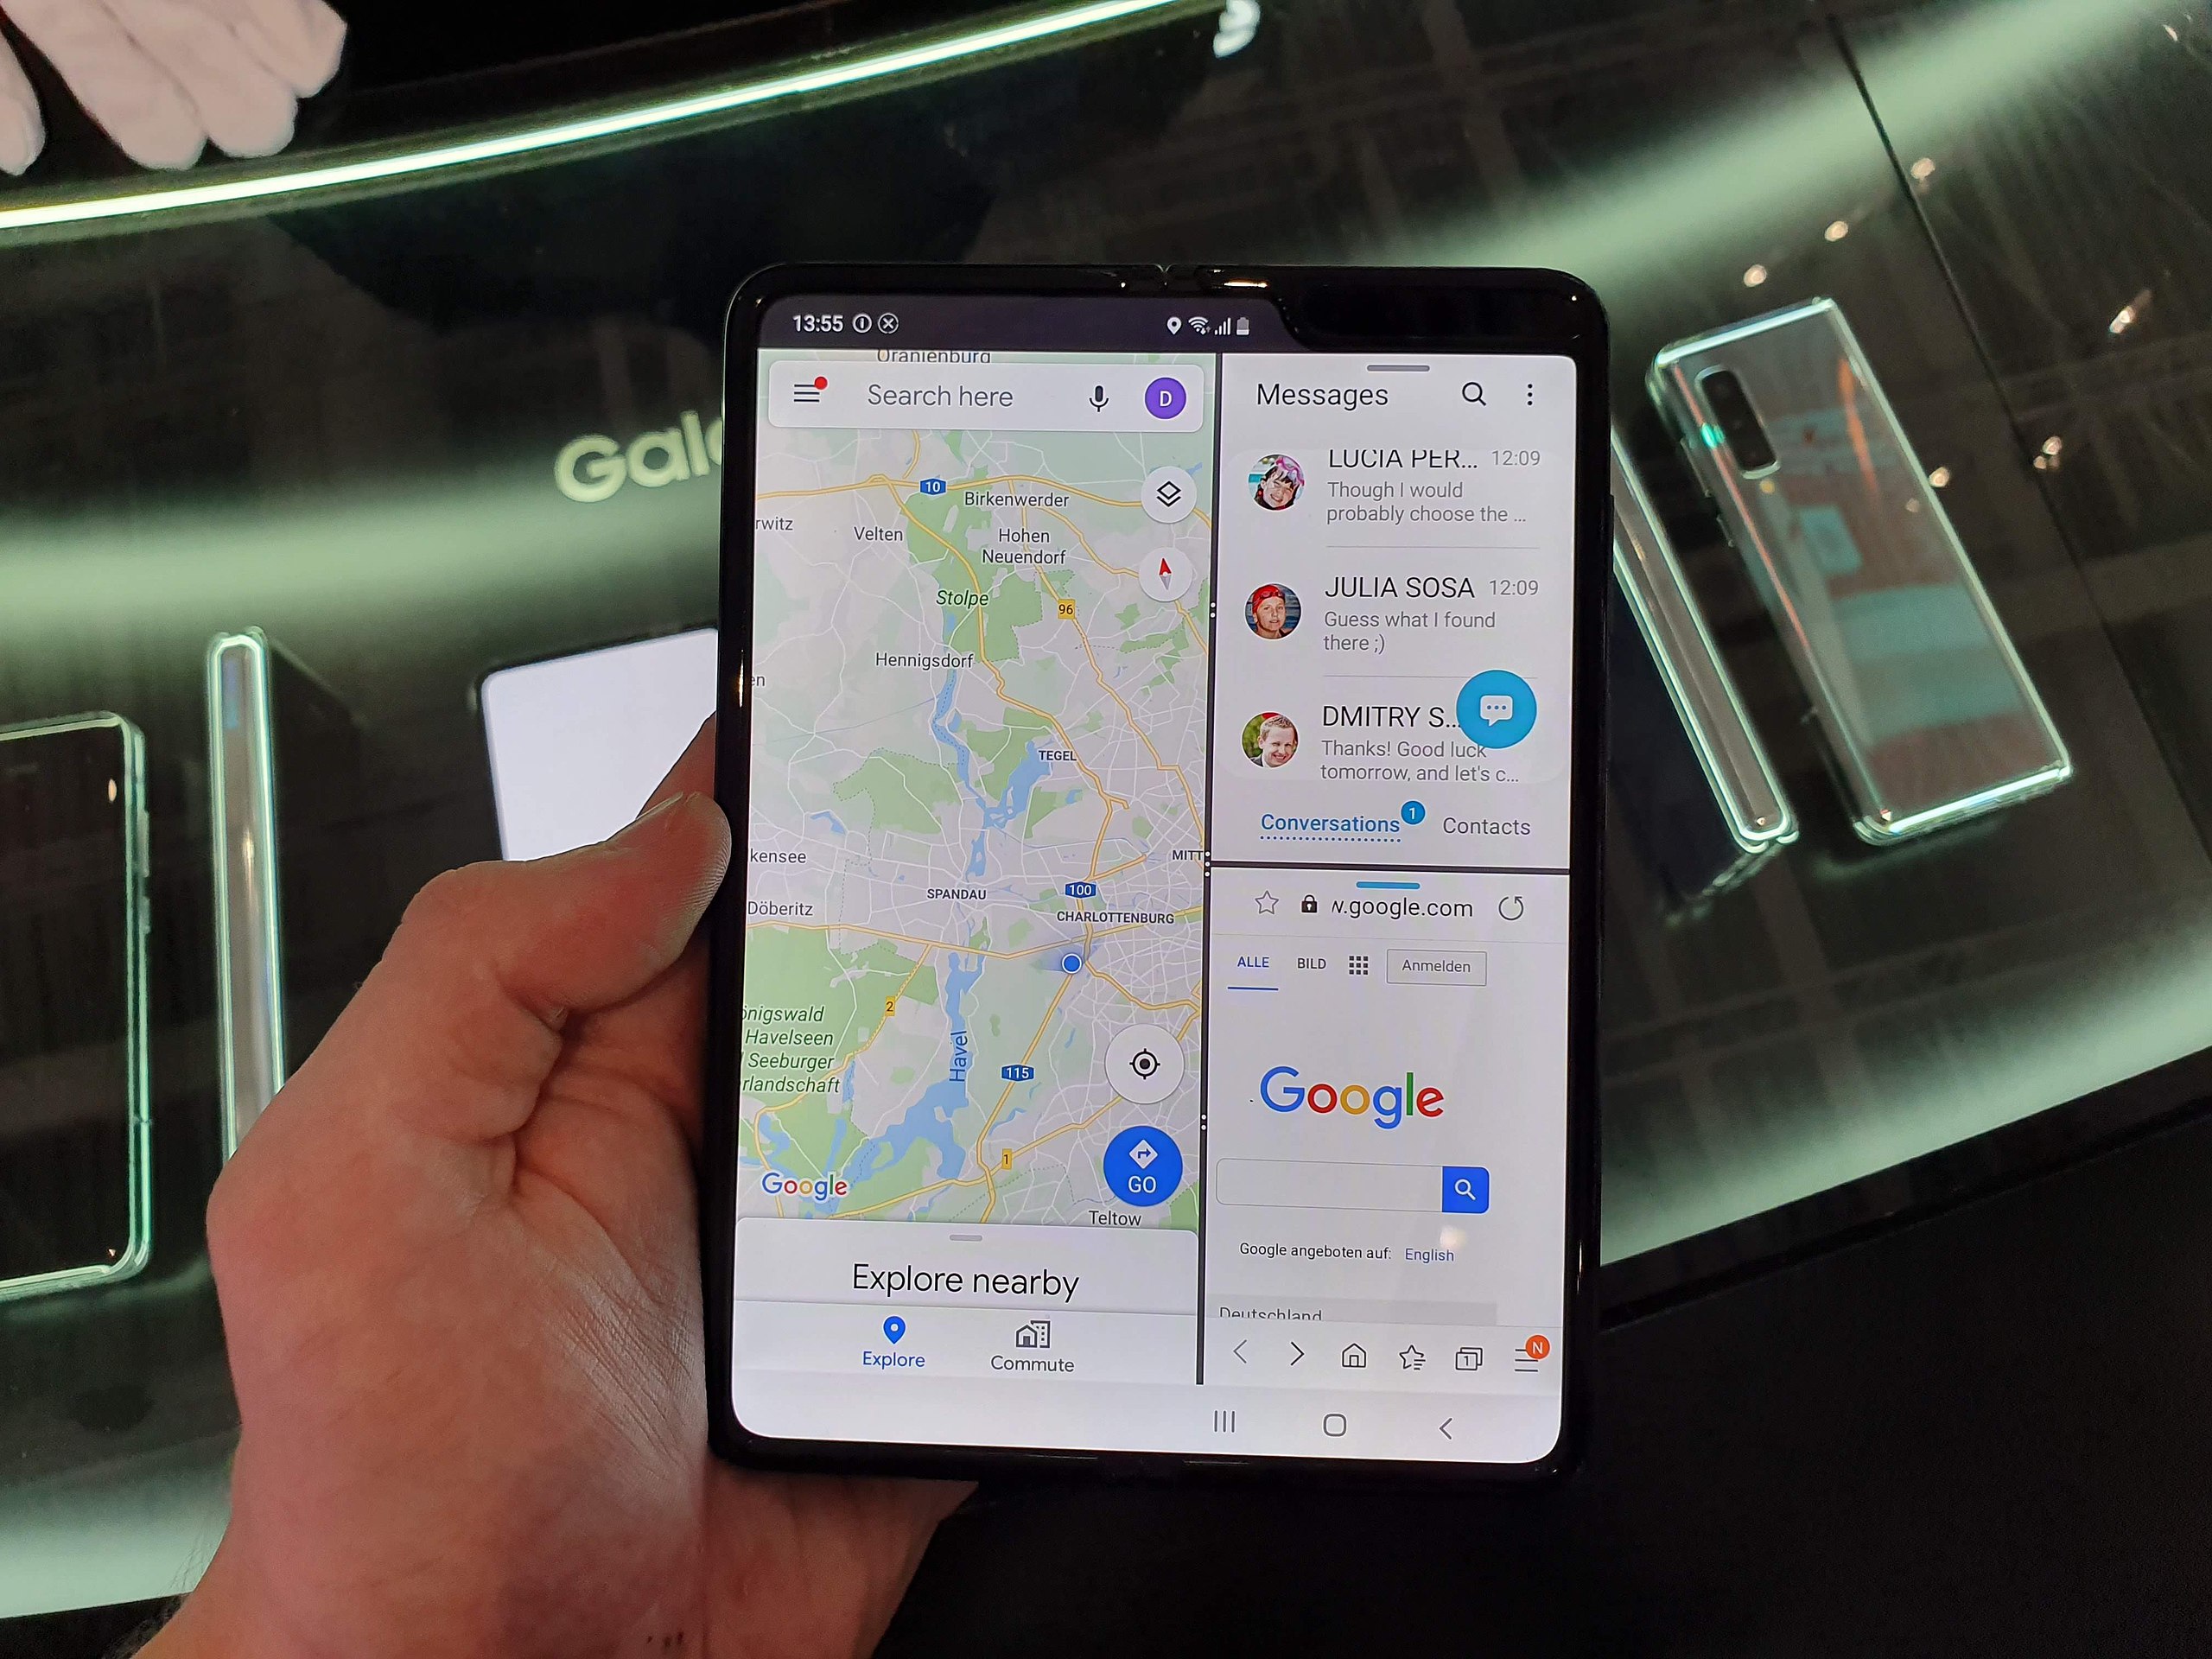 13:55
Oranienburg
Search here
D
10
Birkenwerder
rwitz
Velten
Hohen
Neuendorf
Stolpe
96
Hennigsdorf
en
TEGEL
kensee
MITT
SPANDAU
100
Döberitz
CHARLOTTENBURG
2
önigswald
Havelseen
Seeburger
rlandschaft
Havel
115
1
GO
Google
Teltow
Explore nearby
Explore
Commute
Messages
LUCIA PER... 12:09
Though I would
probably choose the ...
JULIA SOSA 12:09
Guess what I found
there ;)
DMITRY S...
Thanks! Good luck
tomorrow, and let's c...
Conversations 1 Contacts
w.google.com
ALLE BILD Anmelden
Google
Google angeboten auf: English
Deutschland
1
N
Gala